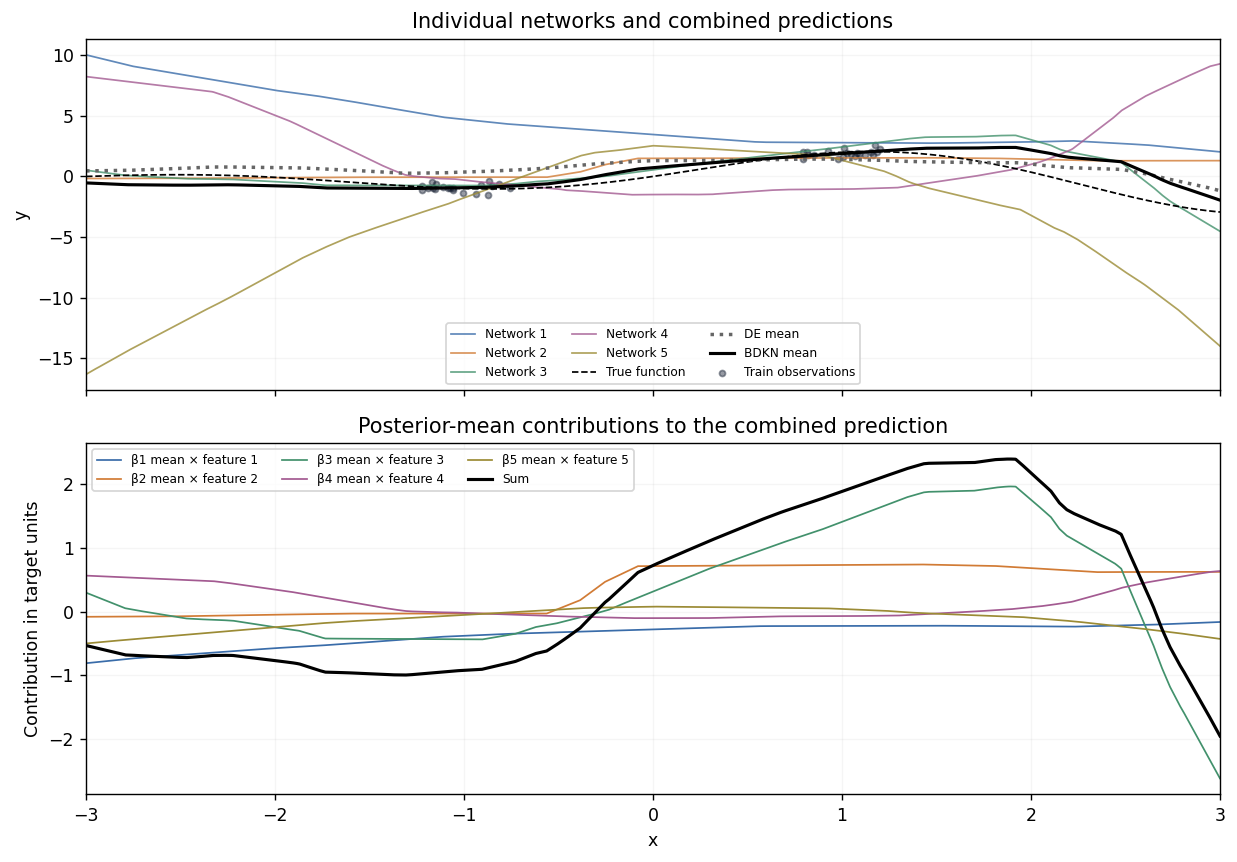 Individual networks and combined predictions
10
5
0
−5
−10
−15
y
Network 1
Network 2
Network 3
Network 4
Network 5
True function
DE mean
BDKN mean
Train observations
Posterior-mean contributions to the combined prediction
β1 mean × feature 1
β2 mean × feature 2
β3 mean × feature 3
β4 mean × feature 4
β5 mean × feature 5
Sum
2
1
0
−1
−2
Contribution in target units
−3
−2
−1
0
1
2
3
x